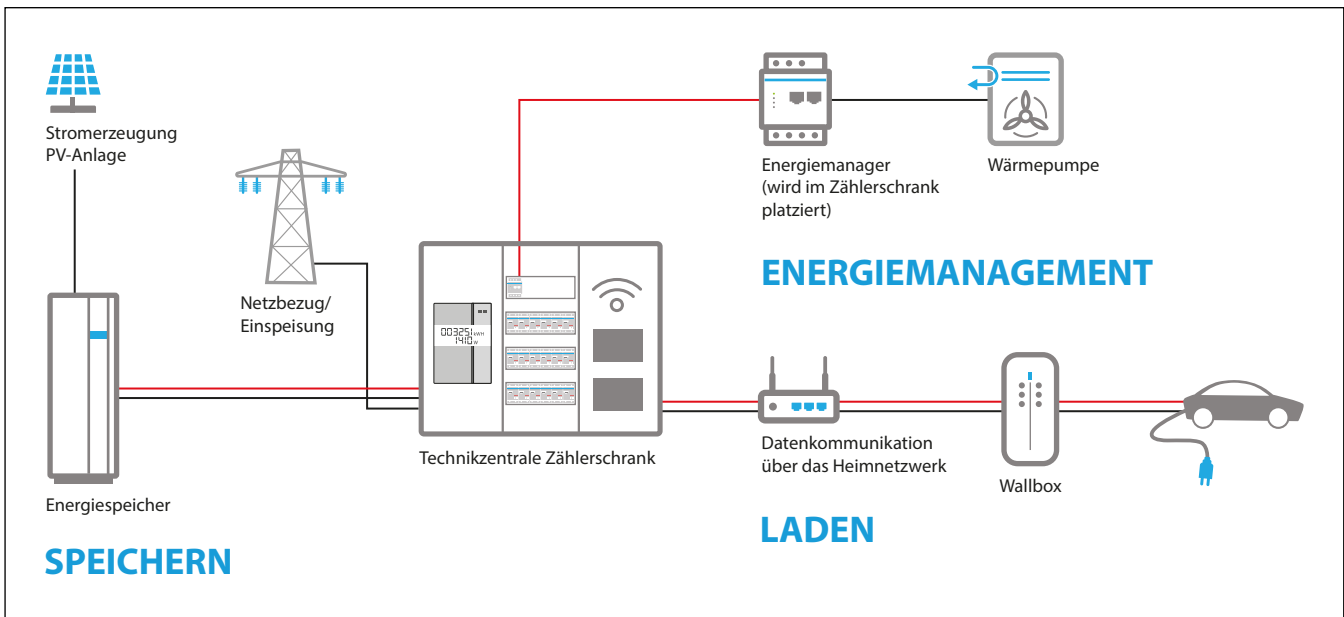 Stromerzeugung
PV-Anlage
Netzbezug/
Einspeisung
Energiespeicher
SPEICHERN
003251 kWH
1410 W
Technikzentrale Zählerschrank
Energiemanager
(wird im Zählerschrank
platziert)
Wärmepumpe
ENERGIEMANAGEMENT
Datenkommunikation
über das Heimnetzwerk
Wallbox
LADEN